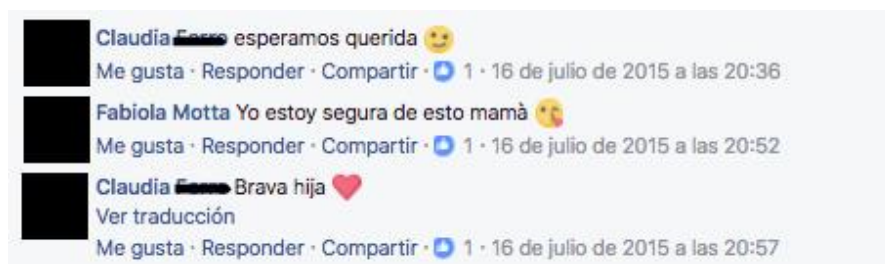 Claudia esperamos querida
Me gusta · Responder · Compartir · 1 · 16 de julio de 2015 a las 20:36
Fabiola Motta Yo estoy segura de esto mamà
Me gusta · Responder · Compartir · 1 · 16 de julio de 2015 a las 20:52
Claudia Brava hija
Ver traducción
Me gusta · Responder · Compartir · 1 · 16 de julio de 2015 a las 20:57